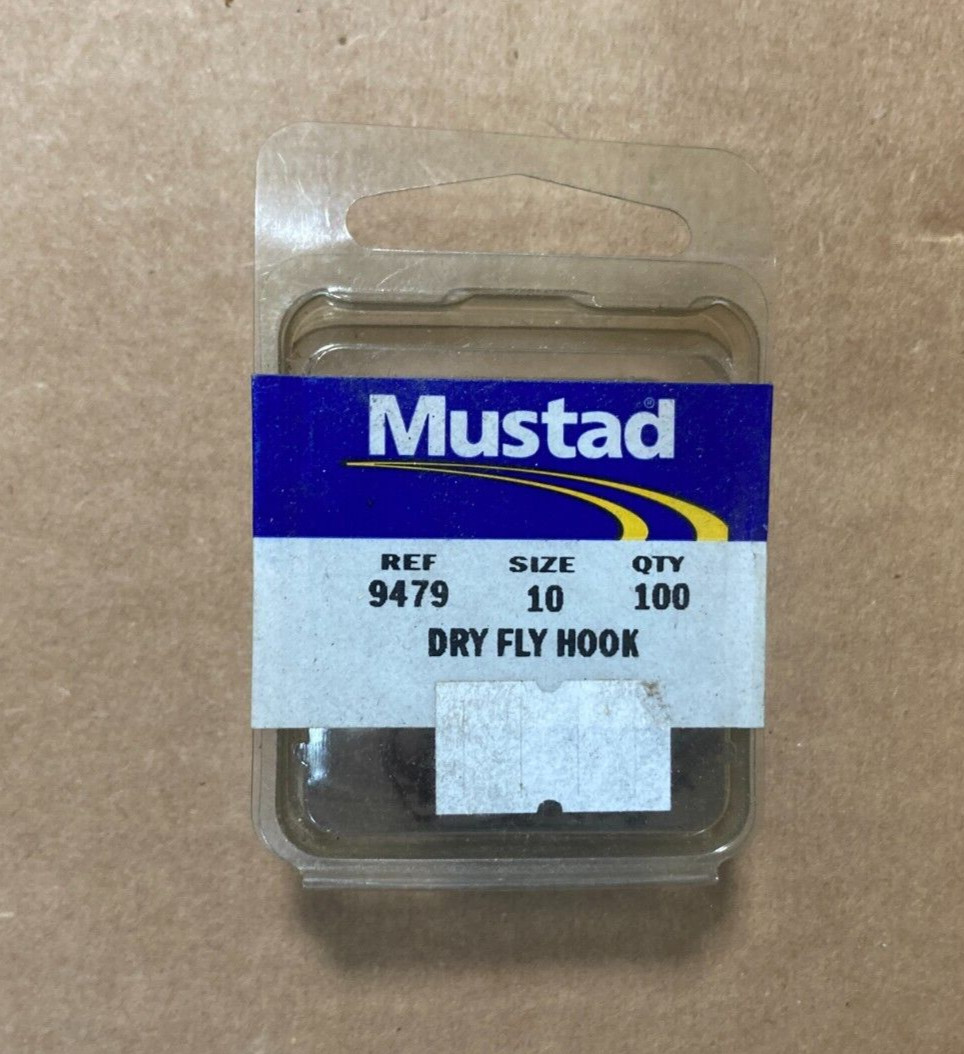 Mustad®
REF SIZE QTY
9479 10 100
DRY FLY HOOK